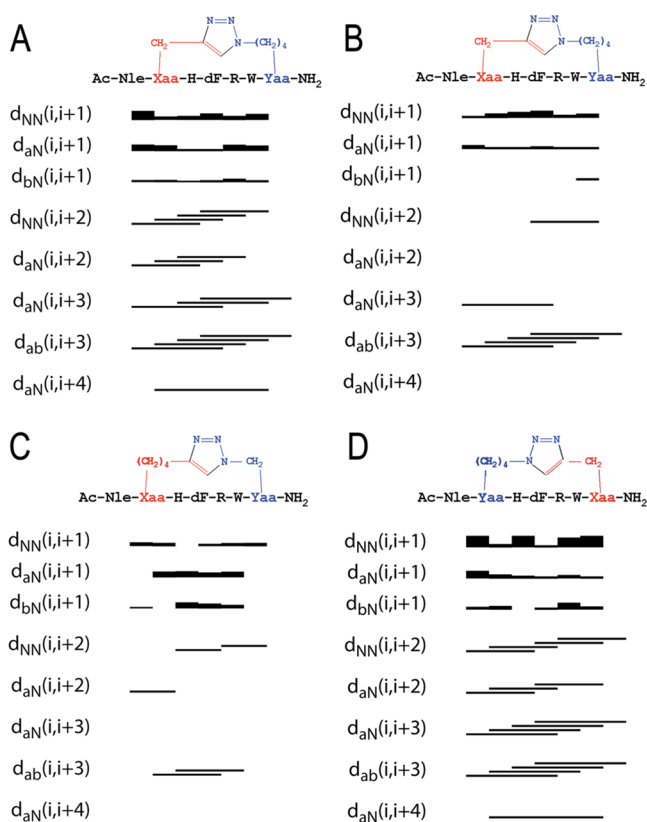 A
N=N
CH₂
N
(CH₂)₄
Ac-Nle-Xaa-H-dF-R-W-Yaa-NH₂
dNN(i,i+1)
daN(i,i+1)
dbN(i,i+1)
dNN(i,i+2)
daN(i,i+2)
daN(i,i+3)
dab(i,i+3)
daN(i,i+4)
B
N=N
CH₂
N
(CH₂)₄
Ac-Nle-Xaa-H-dF-R-W-Yaa-NH₂
dNN(i,i+1)
daN(i,i+1)
dbN(i,i+1)
dNN(i,i+2)
daN(i,i+2)
daN(i,i+3)
dab(i,i+3)
daN(i,i+4)
C
N=N
(CH₂)₄
N
CH₂
Ac-Nle-Xaa-H-dF-R-W-Yaa-NH₂
dNN(i,i+1)
daN(i,i+1)
dbN(i,i+1)
dNN(i,i+2)
daN(i,i+2)
daN(i,i+3)
dab(i,i+3)
daN(i,i+4)
D
N=N
(CH₂)₄
N
CH₂
Ac-Nle-Yaa-H-dF-R-W-Xaa-NH₂
dNN(i,i+1)
daN(i,i+1)
dbN(i,i+1)
dNN(i,i+2)
daN(i,i+2)
daN(i,i+3)
dab(i,i+3)
daN(i,i+4)